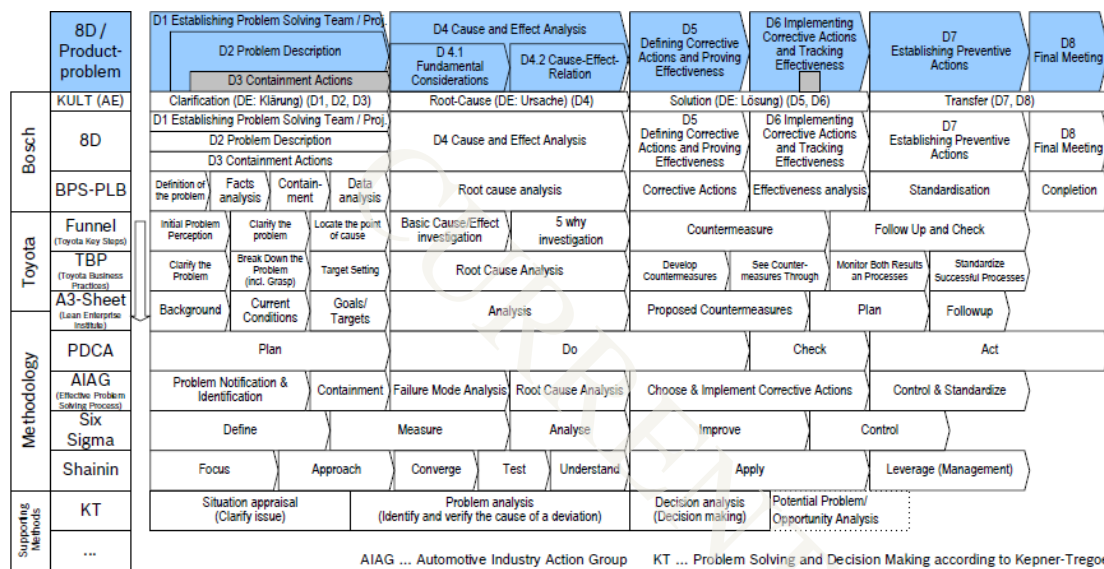 8D /
Product-
problem
D1 Establishing Problem Solving Team / Proj.
D2 Problem Description
D3 Containment Actions
D4 Cause and Effect Analysis
D 4.1
Fundamental
Considerations
D4.2 Cause-Effect-
Relation
D5
Defining Corrective
Actions and Proving
Effectiveness
D6 Implementing
Corrective Actions
and Tracking
Effectiveness
D7
Establishing Preventive
Actions
D8
Final Meeting
Bosch
KULT (AE)
Clarification (DE: Klärung) (D1, D2, D3)
Root-Cause (DE: Ursache) (D4)
Solution (DE: Lösung) (D5, D6)
Transfer (D7, D8)
8D
D1 Establishing Problem Solving Team / Proj.
D2 Problem Description
D3 Containment Actions
D4 Cause and Effect Analysis
D5
Defining Corrective
Actions and Proving
Effectiveness
D6 Implementing
Corrective Actions
and Tracking
Effectiveness
D7
Establishing Preventive
Actions
D8
Final Meeting
BPS-PLB
Definition of
the problem
Facts
analysis
Contain-
ment
Data
analysis
Root cause analysis
Corrective Actions
Effectiveness analysis
Standardisation
Conpletion
Toyota
Funnel
(Toyota Key Steps)
Initial Problem
Perception
Clarify the
problem
Locate the point
of cause
Basic Cause/Effect
investigation
5 why
investigation
Countermeasure
Follow Up and Check
TBP
(Toyota Business
Practices)
Clarify the
Problem
Break Down the
Problem
(incl. Grasp)
Target Setting
Root Cause Analysis
Develop
Countermeasures
See Counter-
measures Through
Monitor Both Results
an Processes
Standardize
Successful Processes
A3-Sheet
(Lean Enterprise
Institute)
Background
Current
Conditions
Goals/
Targets
Analysis
Proposed Countermeasures
Plan
Followup
Methodology
PDCA
Plan
Do
Check
Act
AIAG
(Effective Problem
Solving Process)
Problem Notification &
Identification
Containment
Failure Mode Analysis
Root Cause Analysis
Choose & Implement Corrective Actions
Control & Standardize
Six
Sigma
Define
Measure
Analyse
Improve
Control
Shainin
Focus
Approach
Converge
Test
Understand
Apply
Leverage (Management)
Supporting
Methods
KT
Situation appraisal
(Clarify issue)
Problem analysis
(Identify and verify the cause of a deviation)
Decision analysis
(Decision making)
Potential Problem/
Opportunity Analysis
...
AIAG ... Automotive Industry Action Group
KT ... Problem Solving and Decision Making according to Kepner-Tregoe
CURREN